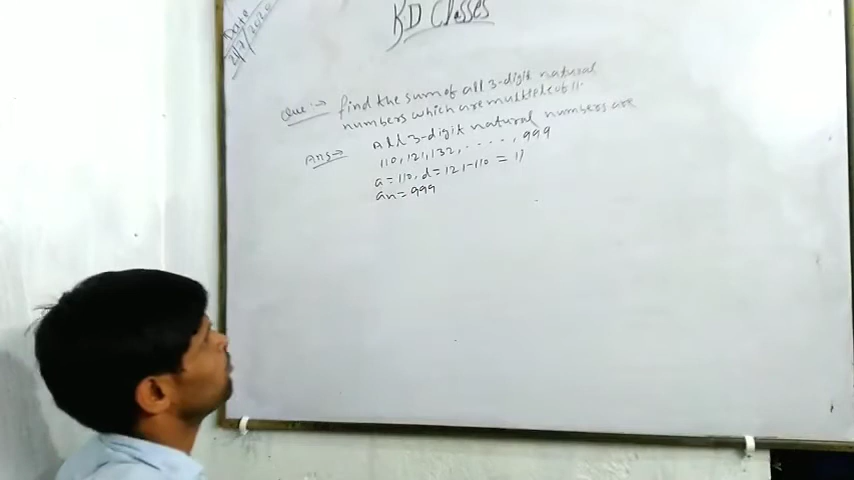 Date
21/7/2020
KD Classes
Que:→ find the sum of all 3-digit natural
numbers which are multiple of 11.
Ans→ All 3-digit natural numbers are
110, 121, 132, ....., 999
a = 110, d = 121-110 = 11
an = 999